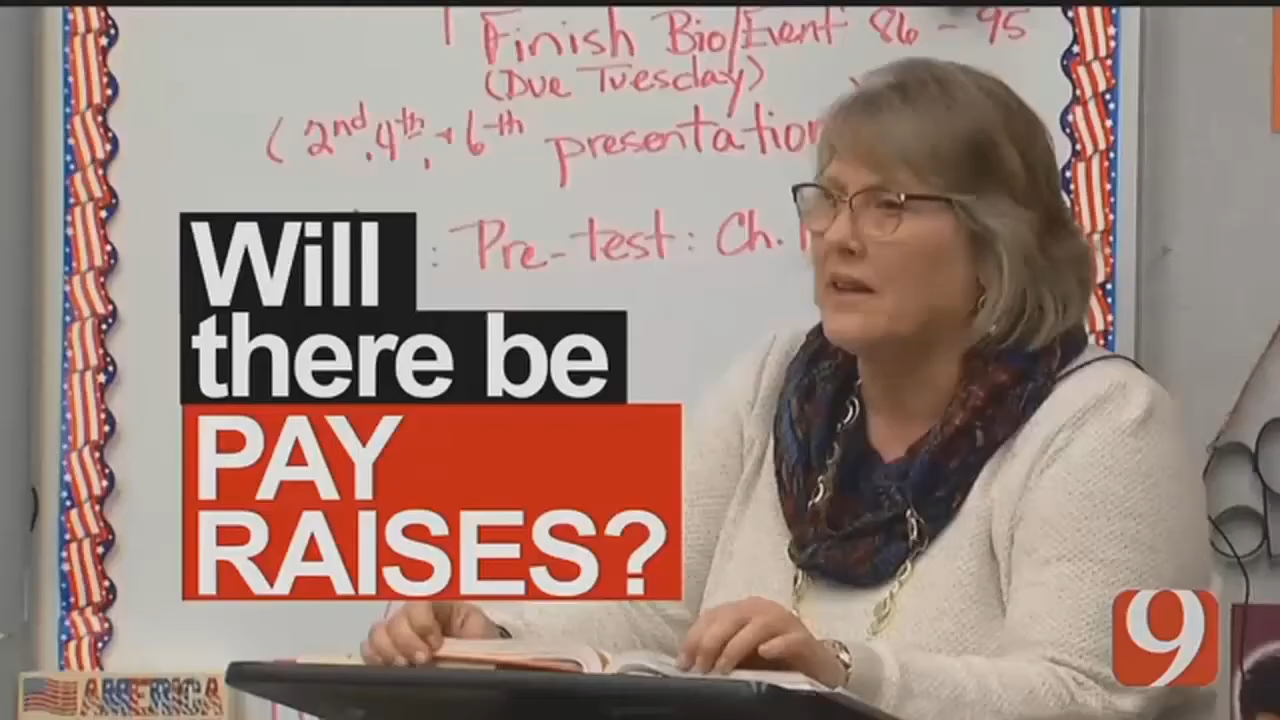 Finish Bio/Event 86 - 95
(Due Tuesday)
(2nd, 4th, + 6th presentation
: Pre-test: Ch.
Will
there be
PAY
RAISES?
9
AMERICA